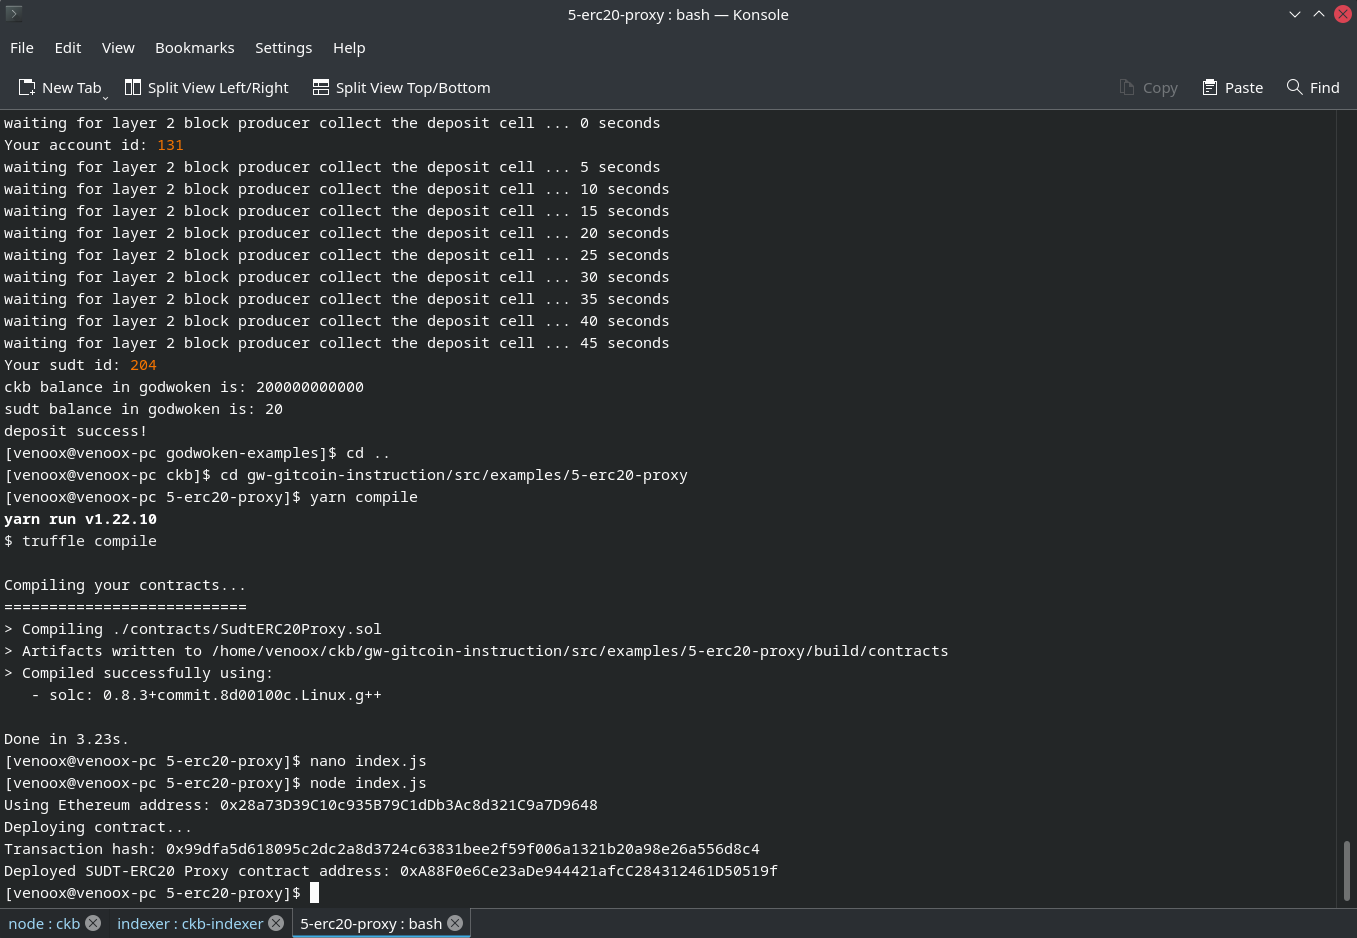 5-erc20-proxy : bash — Konsole
File Edit View Bookmarks Settings Help
New Tab Split View Left/Right Split View Top/Bottom Copy Paste Find
waiting for layer 2 block producer collect the deposit cell ... 0 seconds
Your account id: 131
waiting for layer 2 block producer collect the deposit cell ... 5 seconds
waiting for layer 2 block producer collect the deposit cell ... 10 seconds
waiting for layer 2 block producer collect the deposit cell ... 15 seconds
waiting for layer 2 block producer collect the deposit cell ... 20 seconds
waiting for layer 2 block producer collect the deposit cell ... 25 seconds
waiting for layer 2 block producer collect the deposit cell ... 30 seconds
waiting for layer 2 block producer collect the deposit cell ... 35 seconds
waiting for layer 2 block producer collect the deposit cell ... 40 seconds
waiting for layer 2 block producer collect the deposit cell ... 45 seconds
Your sudt id: 204
ckb balance in godwoken is: 200000000000
sudt balance in godwoken is: 20
deposit success!
[venoox@venoox-pc godwoken-examples]$ cd ..
[venoox@venoox-pc ckb]$ cd gw-gitcoin-instruction/src/examples/5-erc20-proxy
[venoox@venoox-pc 5-erc20-proxy]$ yarn compile
yarn run v1.22.10
$ truffle compile
Compiling your contracts...
===========================
> Compiling ./contracts/SudtERC20Proxy.sol
> Artifacts written to /home/venoox/ckb/gw-gitcoin-instruction/src/examples/5-erc20-proxy/build/contracts
> Compiled successfully using:
- solc: 0.8.3+commit.8d00100c.Linux.g++
Done in 3.23s.
[venoox@venoox-pc 5-erc20-proxy]$ nano index.js
[venoox@venoox-pc 5-erc20-proxy]$ node index.js
Using Ethereum address: 0x28a73D39C10c935B79C1dDb3Ac8d321C9a7D9648
Deploying contract...
Transaction hash: 0x99dfa5d618095c2dc2a8d3724c63831bee2f59f006a1321b20a98e26a556d8c4
Deployed SUDT-ERC20 Proxy contract address: 0xA88F0e6Ce23aDe944421afcC284312461D50519f
[venoox@venoox-pc 5-erc20-proxy]$
node : ckb indexer : ckb-indexer 5-erc20-proxy : bash